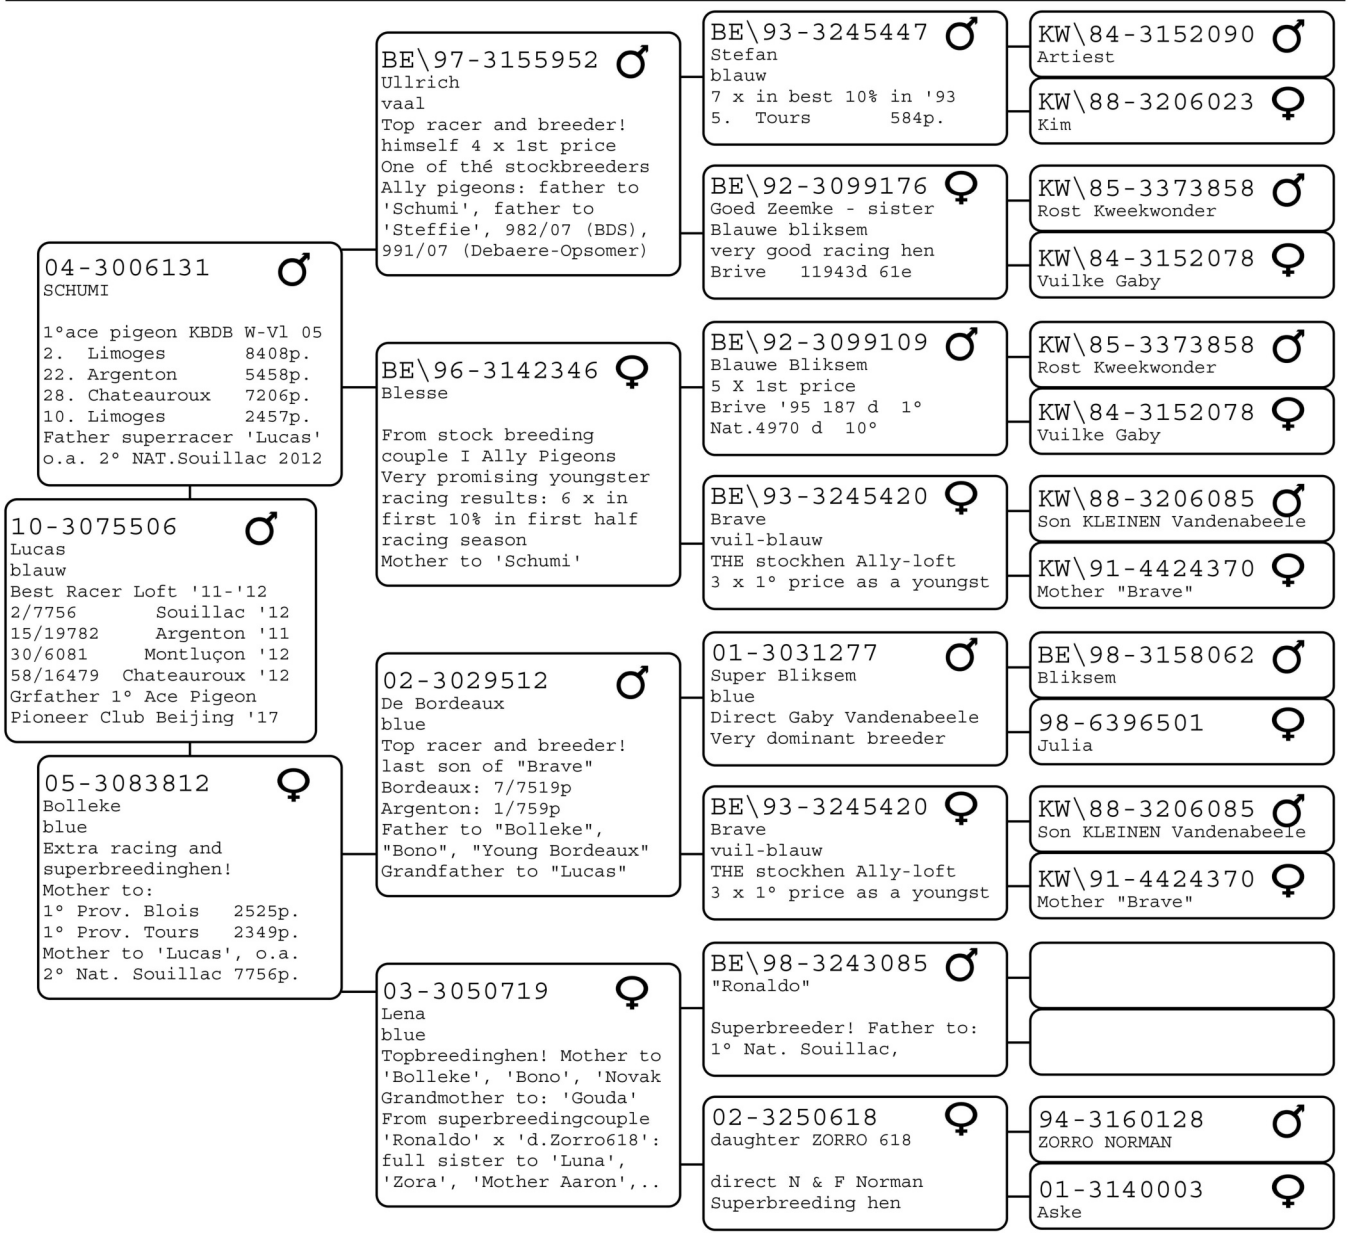 BE\93-3245447
Stefan
blauw
7 x in best 10% in '93
5.  Tours       584p.
KW\84-3152090
Artiest
KW\88-3206023
Kim
BE\97-3155952
Ullrich
vaal
Top racer and breeder!
himself 4 x 1st price
One of thé stockbreeders
Ally pigeons: father to
'Schumi', father to
'Steffie', 982/07 (BDS),
991/07 (Debaere-Opsomer)
BE\92-3099176
Goed Zeemke - sister
Blauwe bliksem
very good racing hen
Brive   11943d 61e
KW\85-3373858
Rost Kweekwonder
KW\84-3152078
Vuilke Gaby
04-3006131
SCHUMI
1°ace pigeon KBDB W-Vl 05
2.  Limoges       8408p.
22. Argenton      5458p.
28. Chateauroux   7206p.
10. Limoges       2457p.
Father superracer 'Lucas'
o.a. 2° NAT.Souillac 2012
BE\96-3142346
Blesse
From stock breeding
couple I Ally Pigeons
Very promising youngster
racing results: 6 x in
first 10% in first half
racing season
Mother to 'Schumi'
BE\92-3099109
Blauwe Bliksem
5 X 1st price
Brive '95 187 d  1°
Nat.4970 d  10°
KW\85-3373858
Rost Kweekwonder
KW\84-3152078
Vuilke Gaby
BE\93-3245420
Brave
vuil-blauw
THE stockhen Ally-loft
3 x 1° price as a youngst
KW\88-3206085
Son KLEINEN Vandenabeele
KW\91-4424370
Mother "Brave"
10-3075506
Lucas
blauw
Best Racer Loft '11-'12
2/7756       Souillac '12
15/19782     Argenton '11
30/6081     Montluçon '12
58/16479  Chateauroux '12
Grfather 1° Ace Pigeon
Pioneer Club Beijing '17
02-3029512
De Bordeaux
blue
Top racer and breeder!
last son of "Brave"
Bordeaux: 7/7519p
Argenton: 1/759p
Father to "Bolleke",
"Bono", "Young Bordeaux"
Grandfather to "Lucas"
01-3031277
Super Bliksem
blue
Direct Gaby Vandenabeele
Very dominant breeder
BE\98-3158062
Bliksem
98-6396501
Julia
05-3083812
Bolleke
blue
Extra racing and
superbreedinghen!
Mother to:
1° Prov. Blois   2525p.
1° Prov. Tours   2349p.
Mother to 'Lucas', o.a.
2° Nat. Souillac 7756p.
BE\93-3245420
Brave
vuil-blauw
THE stockhen Ally-loft
3 x 1° price as a youngst
KW\88-3206085
Son KLEINEN Vandenabeele
KW\91-4424370
Mother "Brave"
03-3050719
Lena
blue
Topbreedinghen! Mother to
'Bolleke', 'Bono', 'Novak
Grandmother to: 'Gouda'
From superbreedingcouple
'Ronaldo' x 'd.Zorro618':
full sister to 'Luna',
'Zora', 'Mother Aaron',..
BE\98-3243085
"Ronaldo"
Superbreeder! Father to:
1° Nat. Souillac,
02-3250618
daughter ZORRO 618
direct N & F Norman
Superbreeding hen
94-3160128
ZORRO NORMAN
01-3140003
Aske